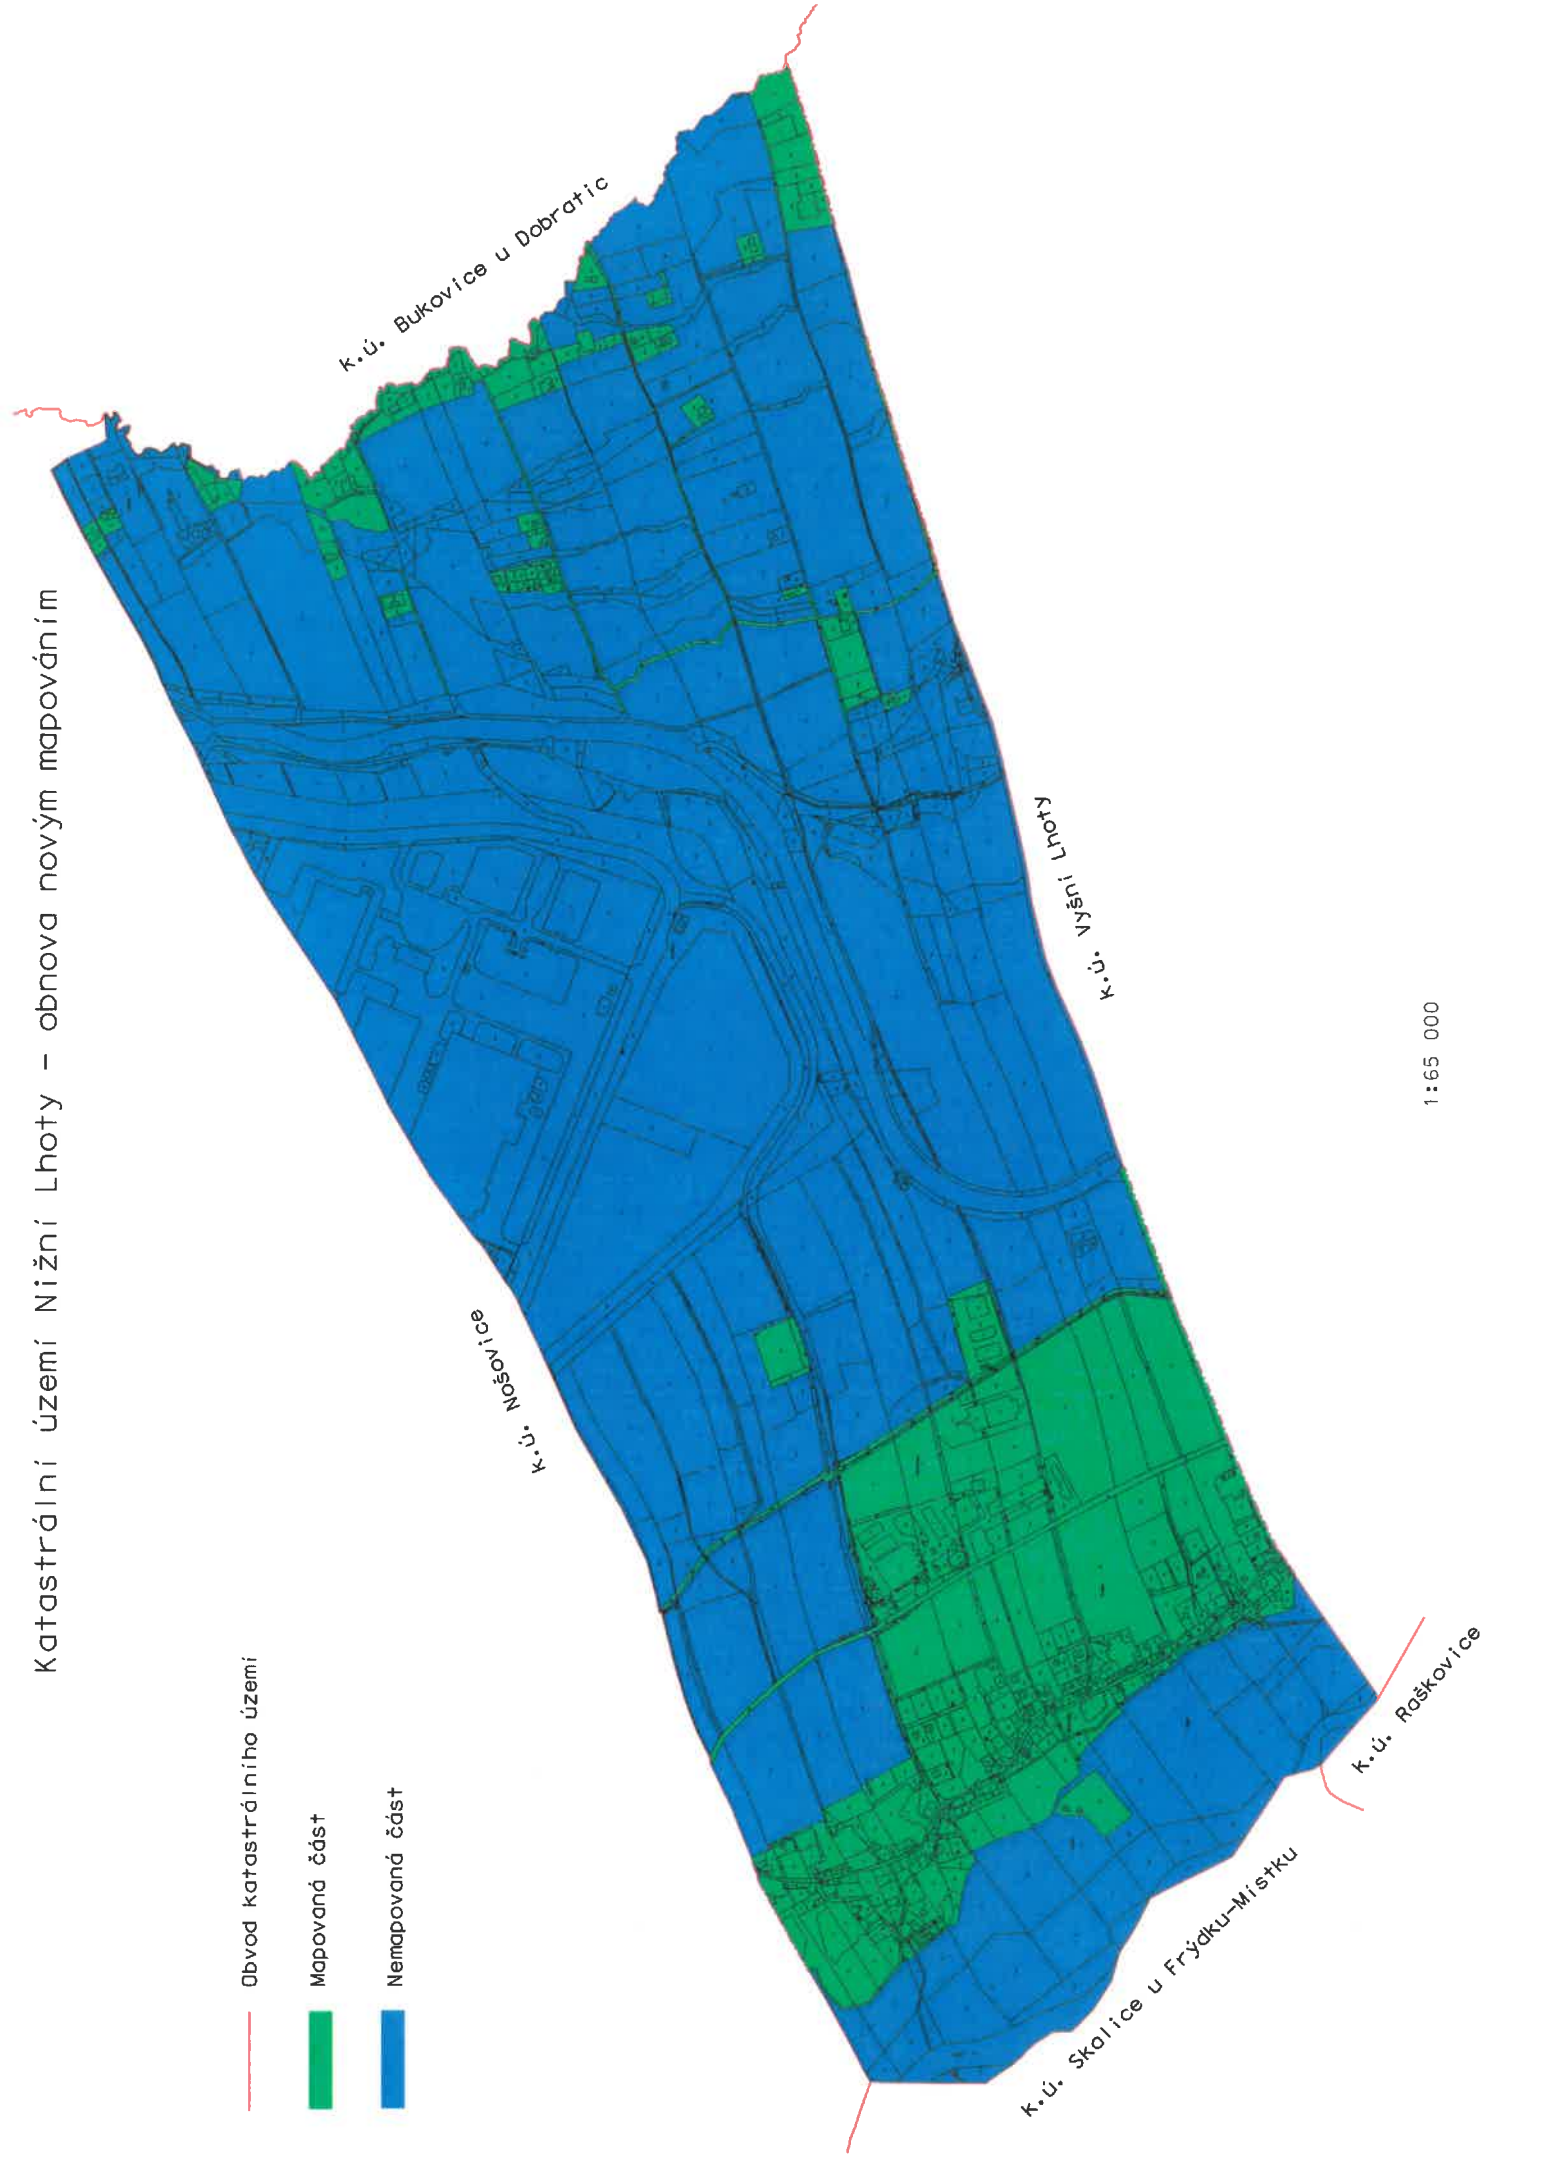 Katastrální území Nižní Lhoty - obnova novým mapováním
Obvod katastrálního území
Mapovaná část
Nemapovaná část
k.ú. Nošovice
k.ú. Bukovice u Dobratic
k.ú. Vyšní Lhoty
k.ú. Skalice u Frýdku-Místku
k.ú. Raškovice
1:65 000